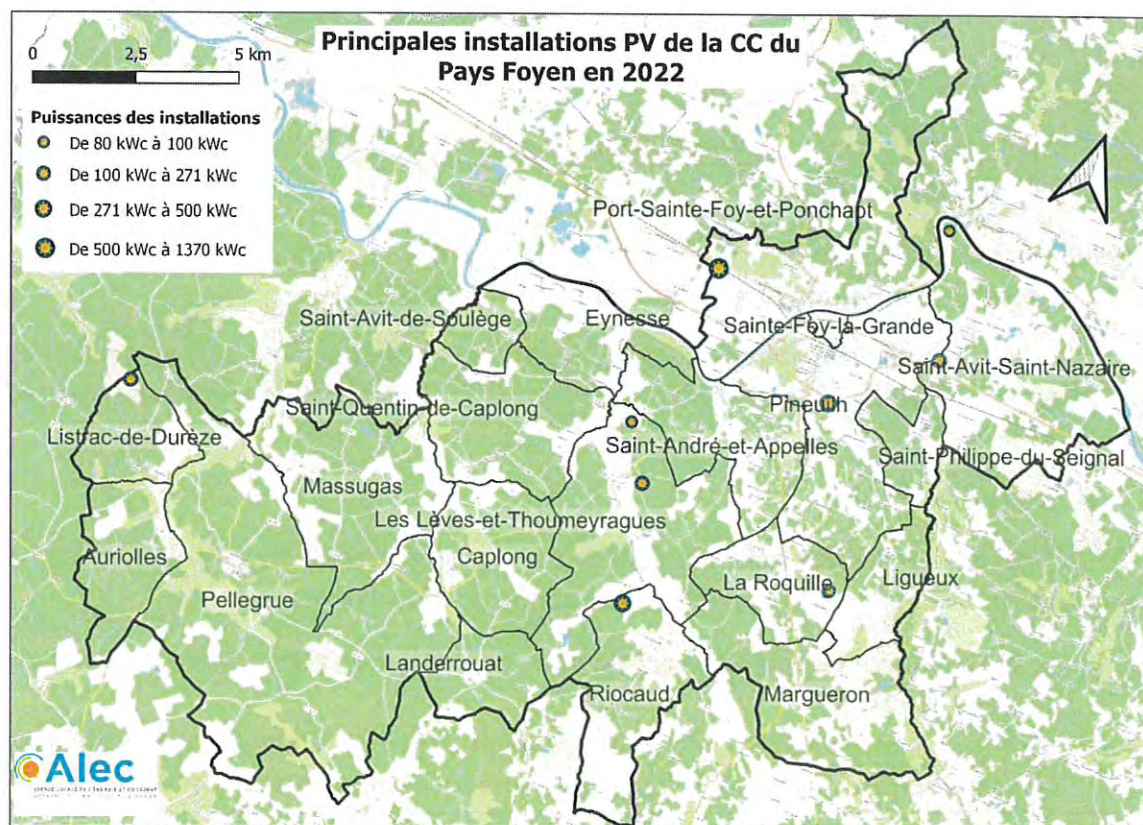 Principales installations PV de la CC du
Pays Foyen en 2022
0 2,5 5 km
Puissances des installations
De 80 kWc à 100 kWc
De 100 kWc à 271 kWc
De 271 kWc à 500 kWc
De 500 kWc à 1370 kWc
Port-Sainte-Foy-et-Ponchapt
Saint-Avit-de-Soulège
Eynesse
Sainte-Foy-la-Grande
Saint-Avit-Saint-Nazaire
Saint-Quentin-de-Caplong
Pineuilh
Listrac-de-Durèze
Saint-André-et-Appelles
Saint-Philippe-du-Seignal
Massugas
Les Lèves-et-Thoumeyragues
Auriolles
Caplong
La Roquille
Ligueux
Pellegrue
Landerrouat
Riocaud
Margueron
Alec